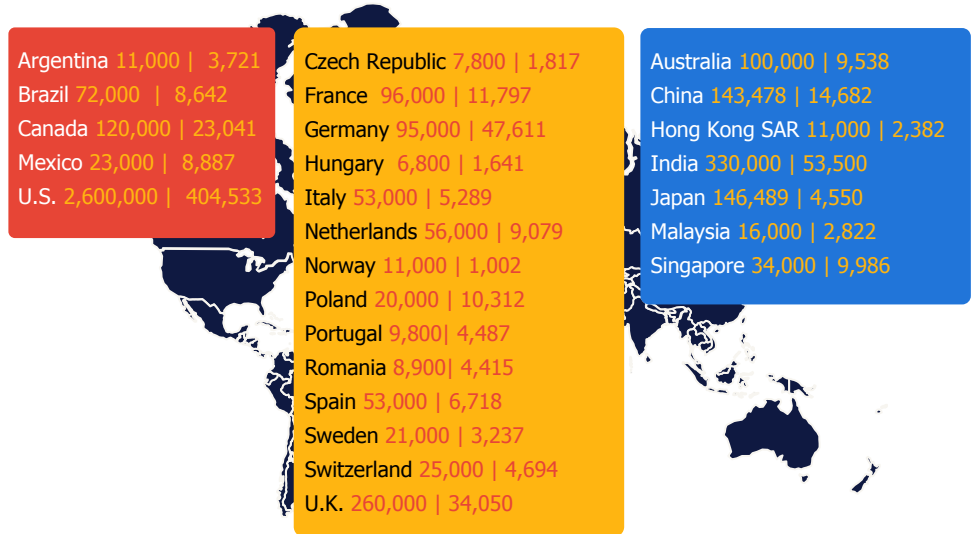 Argentina 11,000 | 3,721
Brazil 72,000 | 8,642
Canada 120,000 | 23,041
Mexico 23,000 | 8,887
U.S. 2,600,000 | 404,533
Czech Republic 7,800 | 1,817
France 96,000 | 11,797
Germany 95,000 | 47,611
Hungary 6,800 | 1,641
Italy 53,000 | 5,289
Netherlands 56,000 | 9,079
Norway 11,000 | 1,002
Poland 20,000 | 10,312
Portugal 9,800| 4,487
Romania 8,900| 4,415
Spain 53,000 | 6,718
Sweden 21,000 | 3,237
Switzerland 25,000 | 4,694
U.K. 260,000 | 34,050
Australia 100,000 | 9,538
China 143,478 | 14,682
Hong Kong SAR 11,000 | 2,382
India 330,000 | 53,500
Japan 146,489 | 4,550
Malaysia 16,000 | 2,822
Singapore 34,000 | 9,986